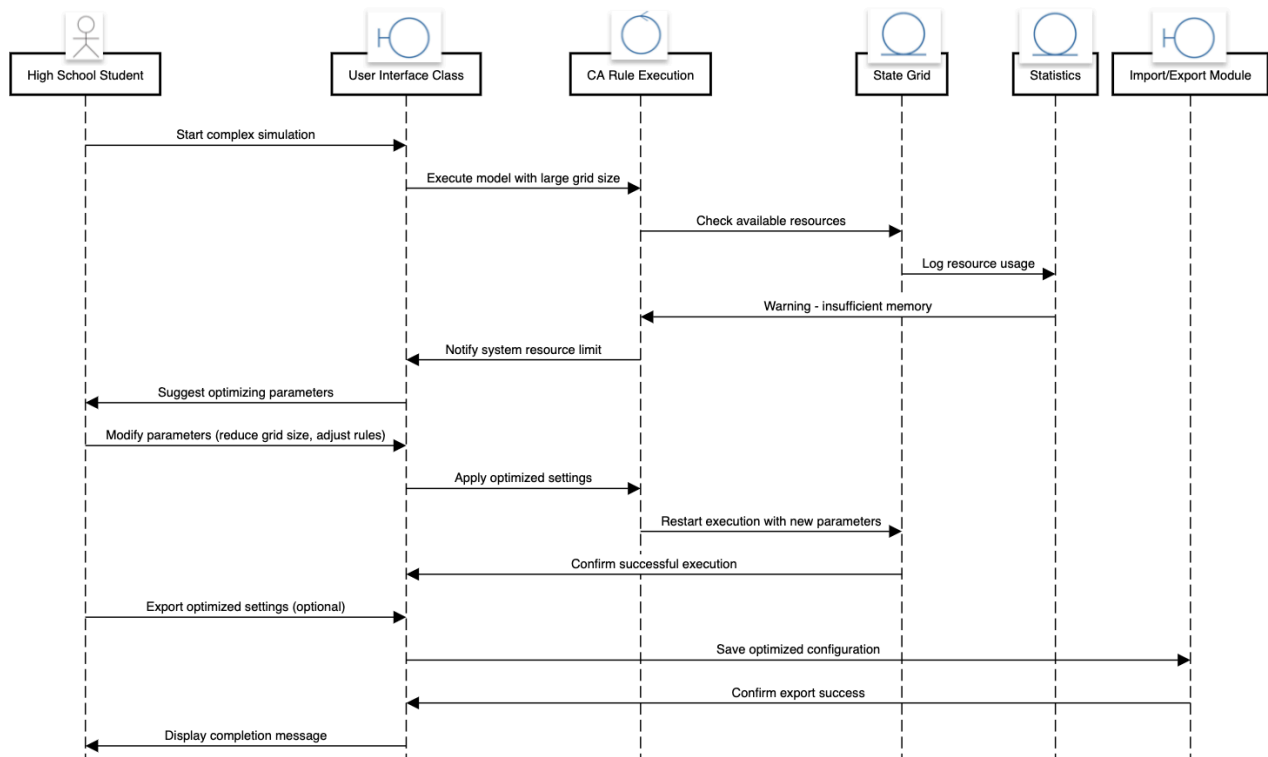 High School Student
User Interface Class
CA Rule Execution
State Grid
Statistics
Import/Export Module
Start complex simulation
Execute model with large grid size
Check available resources
Log resource usage
Warning - insufficient memory
Notify system resource limit
Suggest optimizing parameters
Modify parameters (reduce grid size, adjust rules)
Apply optimized settings
Restart execution with new parameters
Confirm successful execution
Export optimized settings (optional)
Save optimized configuration
Confirm export success
Display completion message